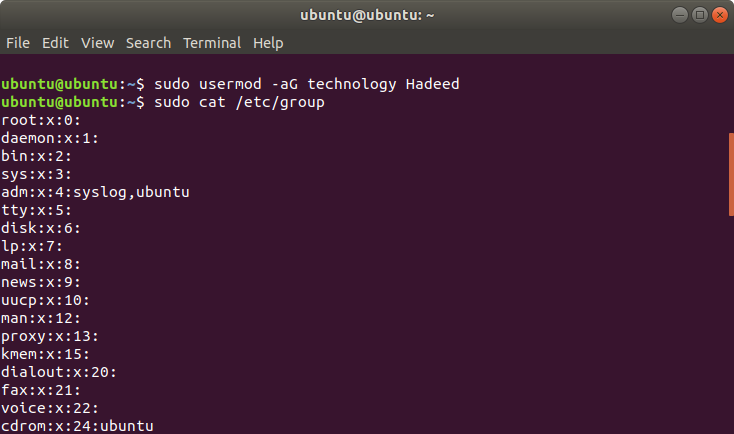 ubuntu@ubuntu: ~
File Edit View Search Terminal Help
ubuntu@ubuntu:~$ sudo usermod -aG technology Hadeed
ubuntu@ubuntu:~$ sudo cat /etc/group
root:x:0:
daemon:x:1:
bin:x:2:
sys:x:3:
adm:x:4:syslog,ubuntu
tty:x:5:
disk:x:6:
lp:x:7:
mail:x:8:
news:x:9:
uucp:x:10:
man:x:12:
proxy:x:13:
kmem:x:15:
dialout:x:20:
fax:x:21:
voice:x:22:
cdrom:x:24:ubuntu